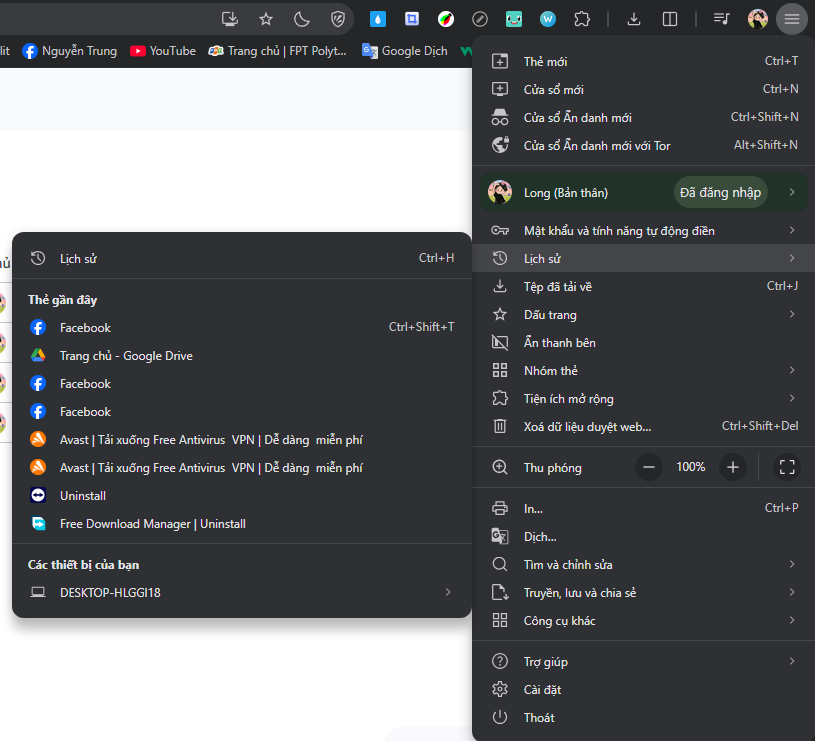 lit
Nguyễn Trung
YouTube
Trang chủ | FPT Polyt...
Google Dịch
Thẻ mới Ctrl+T
Cửa sổ mới Ctrl+N
Cửa sổ Ẩn danh mới Ctrl+Shift+N
Cửa sổ Ẩn danh mới với Tor Alt+Shift+N
Long (Bản thân) Đã đăng nhập
Mật khẩu và tính năng tự động điền
Lịch sử
Tệp đã tải về Ctrl+J
Dấu trang
Ẩn thanh bên
Nhóm thẻ
Tiện ích mở rộng
Xoá dữ liệu duyệt web... Ctrl+Shift+Del
Thu phóng 100%
In... Ctrl+P
Dịch...
Tìm và chỉnh sửa
Truyền, lưu và chia sẻ
Công cụ khác
Trợ giúp
Cài đặt
Thoát
Lịch sử Ctrl+H
Thẻ gần đây
Facebook Ctrl+Shift+T
Trang chủ - Google Drive
Facebook
Facebook
Avast | Tải xuống Free Antivirus VPN | Dễ dàng miễn phí
Avast | Tải xuống Free Antivirus VPN | Dễ dàng miễn phí
Uninstall
Free Download Manager | Uninstall
Các thiết bị của bạn
DESKTOP-HLGGI18